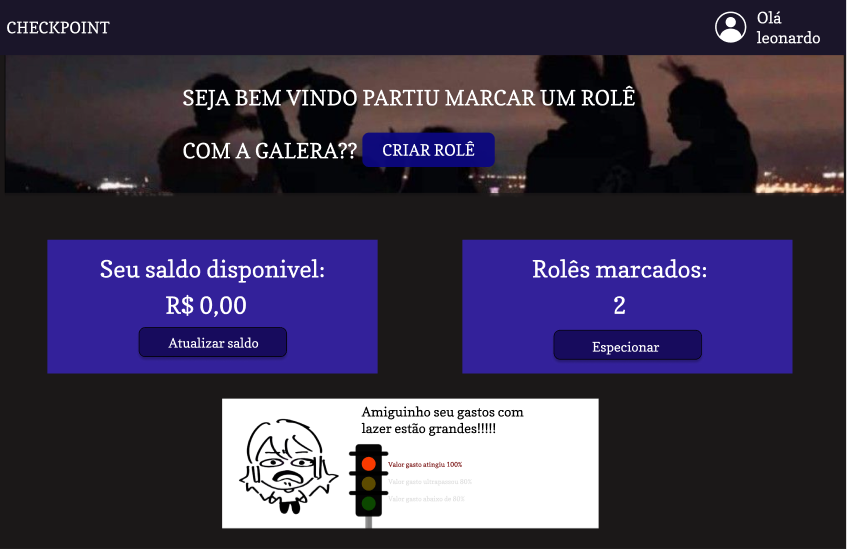 CHECKPOINT
Olá
leonardo
SEJA BEM VINDO PARTIU MARCAR UM ROLÊ
COM A GALERA??
CRIAR ROLÊ
Seu saldo disponivel:
R$ 0,00
Atualizar saldo
Rolês marcados:
2
Especionar
Amiguinho seu gastos com
lazer estão grandes!!!!!
Valor gasto atingiu 100%
Valor gasto ultrapassou 80%
Valor gasto abaixo de 80%